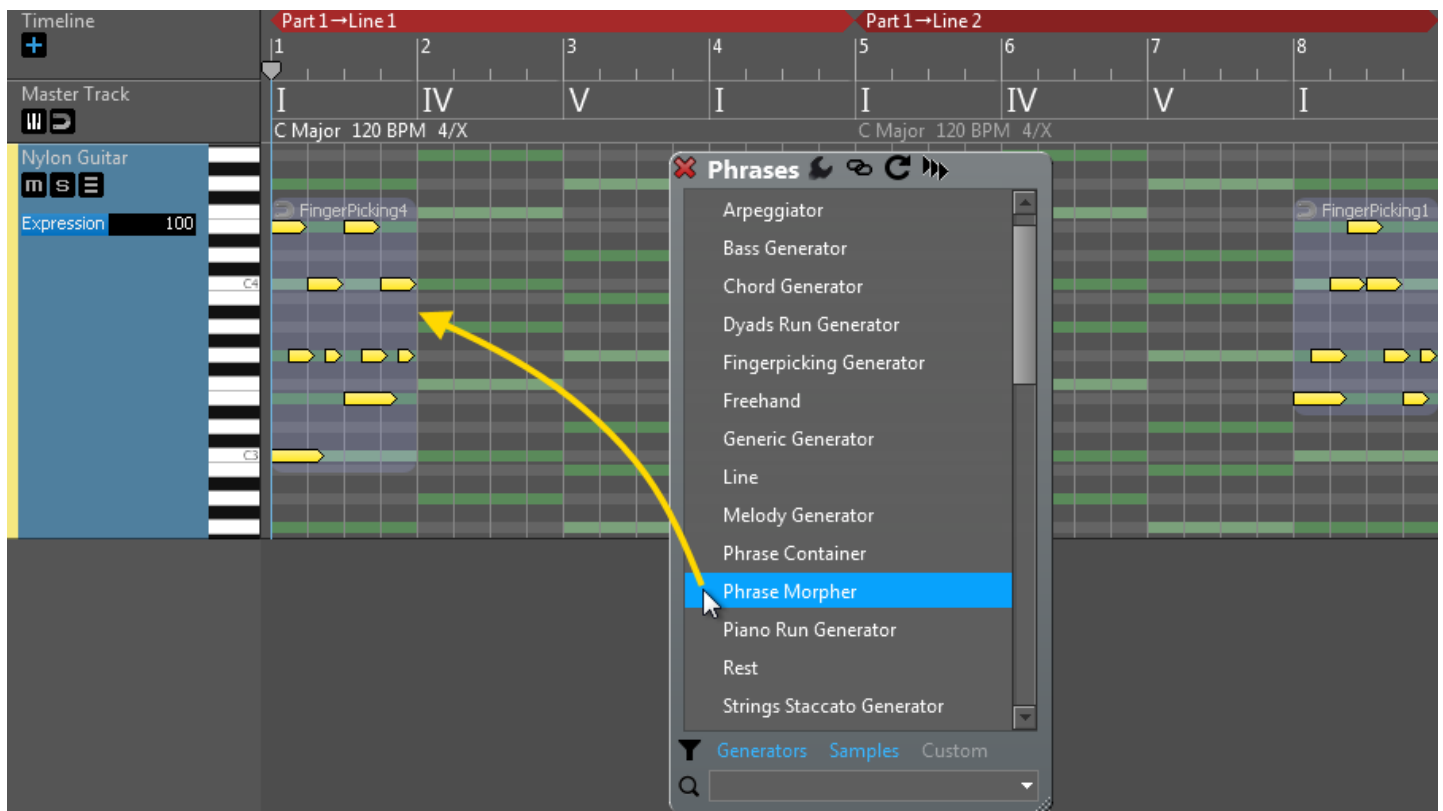 Timeline
Part 1→Line 1
Part 1→Line 2
1 2 3 4 5 6 7 8
Master Track
I IV V I I IV V I
C Major 120 BPM 4/X
C Major 120 BPM 4/X
Nylon Guitar
m s
Expression 100
FingerPicking4
FingerPicking1
C4
C3
Phrases
Arpeggiator
Bass Generator
Chord Generator
Dyads Run Generator
Fingerpicking Generator
Freehand
Generic Generator
Line
Melody Generator
Phrase Container
Phrase Morpher
Piano Run Generator
Rest
Strings Staccato Generator
Generators Samples Custom